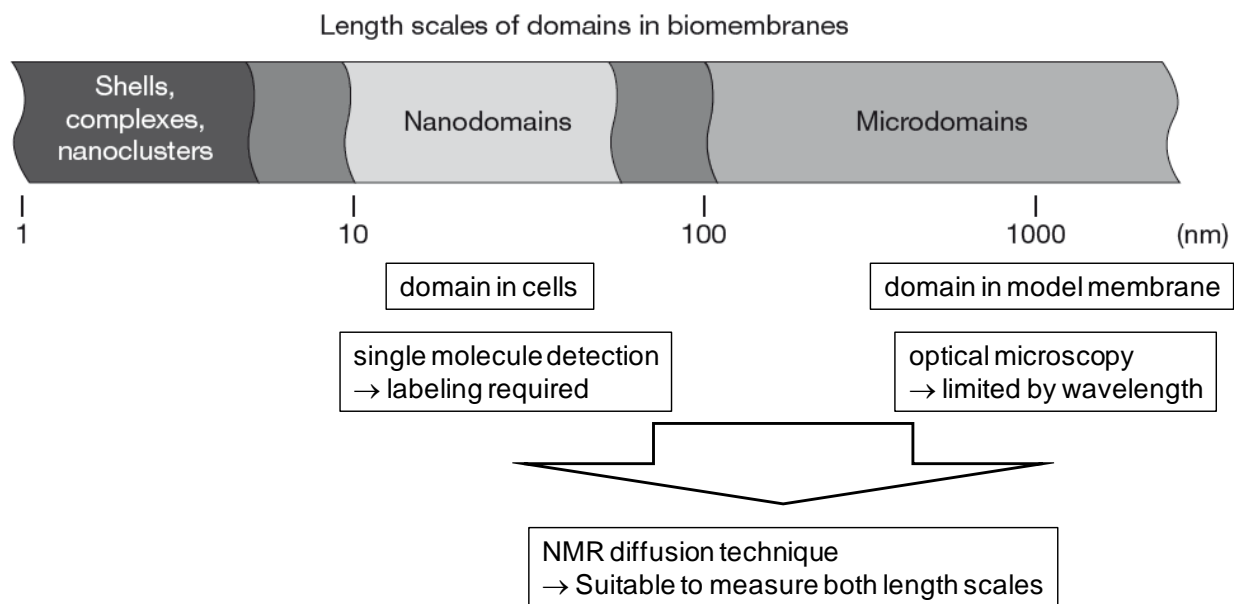 Length scales of domains in biomembranes
Shells,
complexes,
nanoclusters
Nanodomains
Microdomains
1
10
100
1000
(nm)
domain in cells
domain in model membrane
single molecule detection
→ labeling required
optical microscopy
→ limited by wavelength
NMR diffusion technique
→ Suitable to measure both length scales